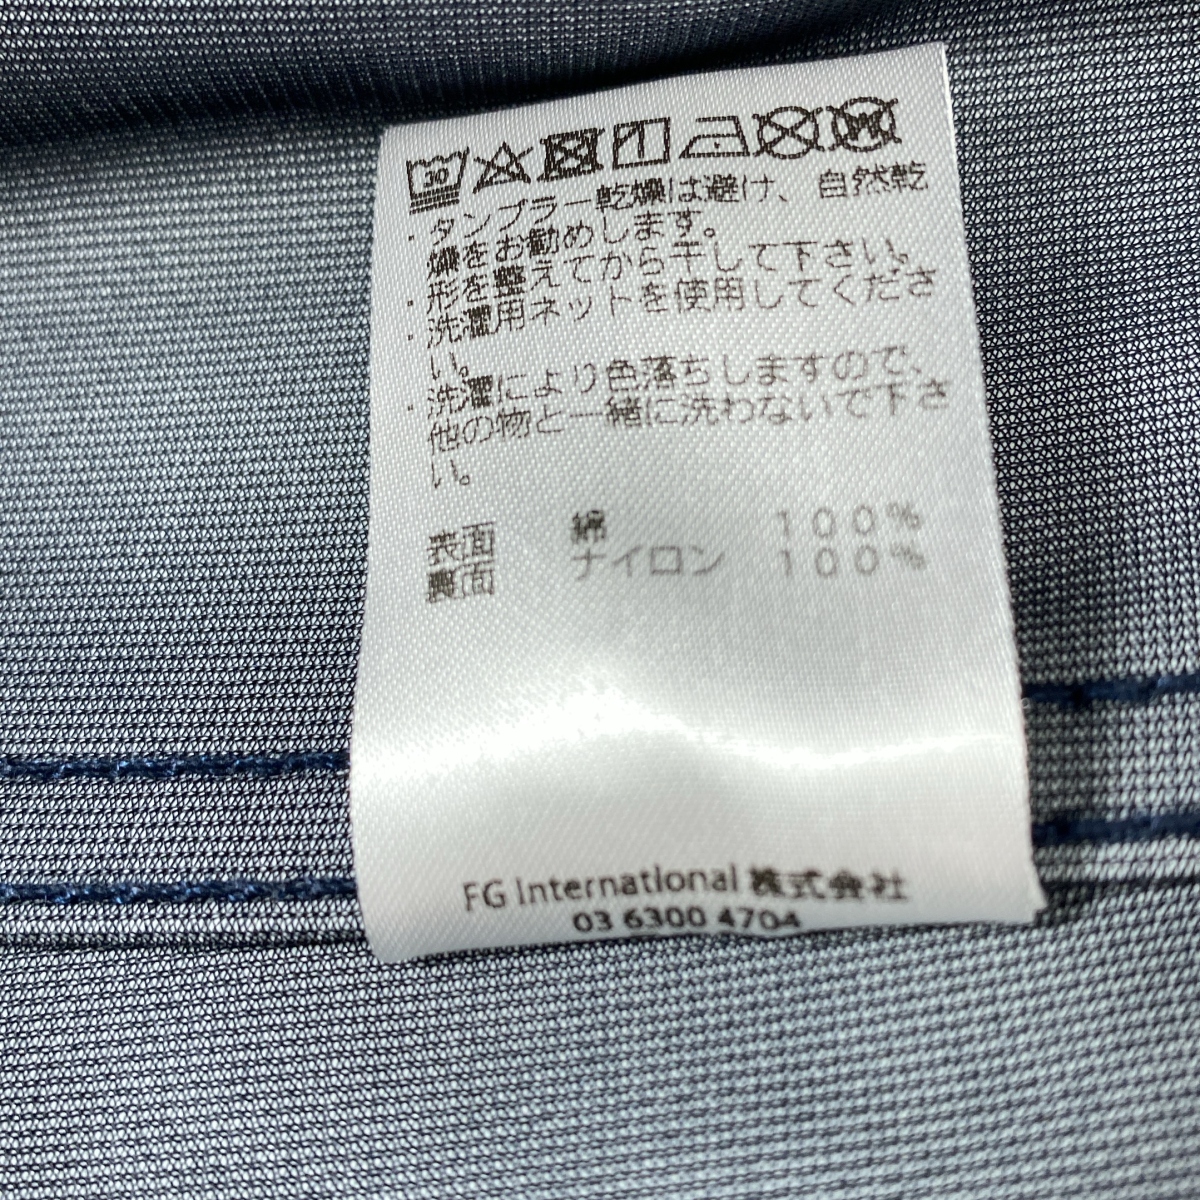 30 W
・タンブラー乾燥は避け、自然乾
燥をお勧めします。
・形を整えてから干して下さい。
・洗濯用ネットを使用してくださ
い。
・洗濯により色落ちしますので、
他の物と一緒に洗わないで下さ
い。
表面 綿 100%
裏面 ナイロン 100%
FG International 株式会社
03 6300 4704